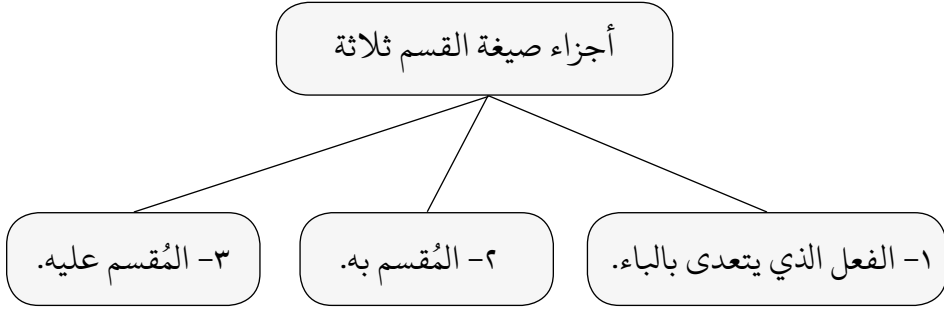 أجزاء صيغة القسم ثلاثة
١- الفعل الذي يتعدى بالباء.
٢- المُقسم به.
٣- المُقسم عليه.